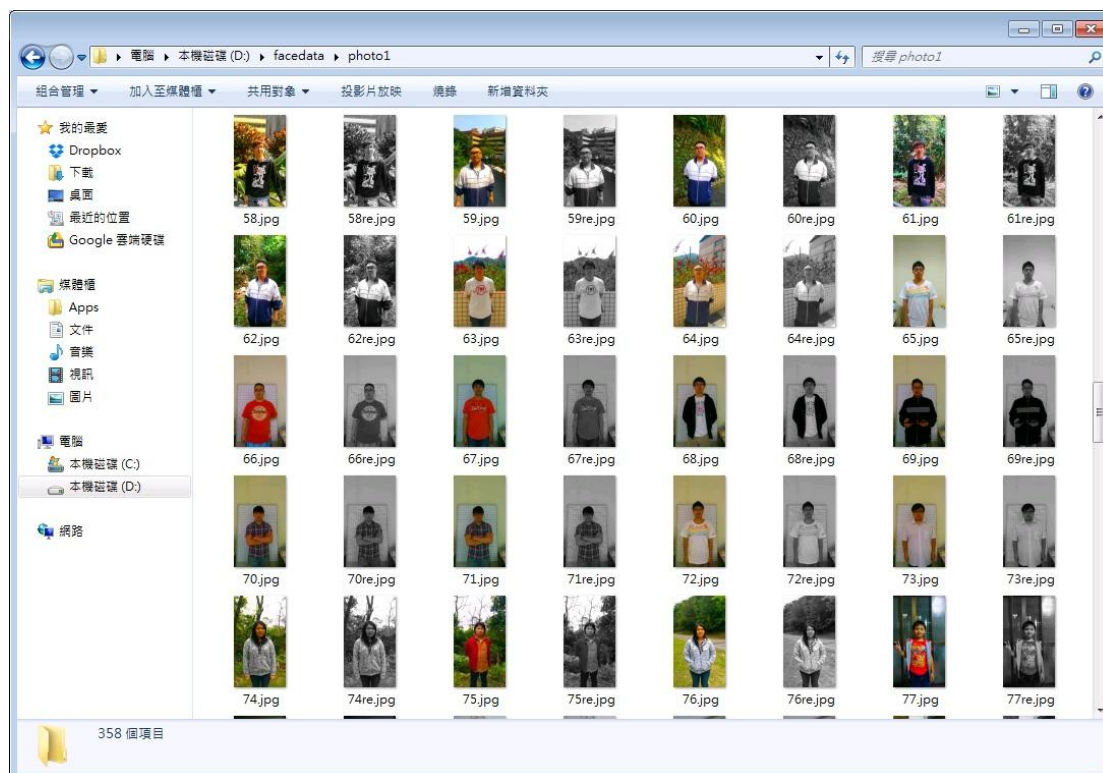 電腦 ▸ 本機磁碟 (D:) ▸ facedata ▸ photo1
搜尋 photo1
組合管理 加入至媒體櫃 共用對象 投影片放映 燒錄 新增資料夾
我的最愛
Dropbox
下載
桌面
最近的位置
Google 雲端硬碟
媒體櫃
Apps
文件
音樂
視訊
圖片
電腦
本機磁碟 (C:)
本機磁碟 (D:)
網路
58.jpg 58re.jpg 59.jpg 59re.jpg 60.jpg 60re.jpg 61.jpg 61re.jpg
62.jpg 62re.jpg 63.jpg 63re.jpg 64.jpg 64re.jpg 65.jpg 65re.jpg
66.jpg 66re.jpg 67.jpg 67re.jpg 68.jpg 68re.jpg 69.jpg 69re.jpg
70.jpg 70re.jpg 71.jpg 71re.jpg 72.jpg 72re.jpg 73.jpg 73re.jpg
74.jpg 74re.jpg 75.jpg 75re.jpg 76.jpg 76re.jpg 77.jpg 77re.jpg
358 個項目